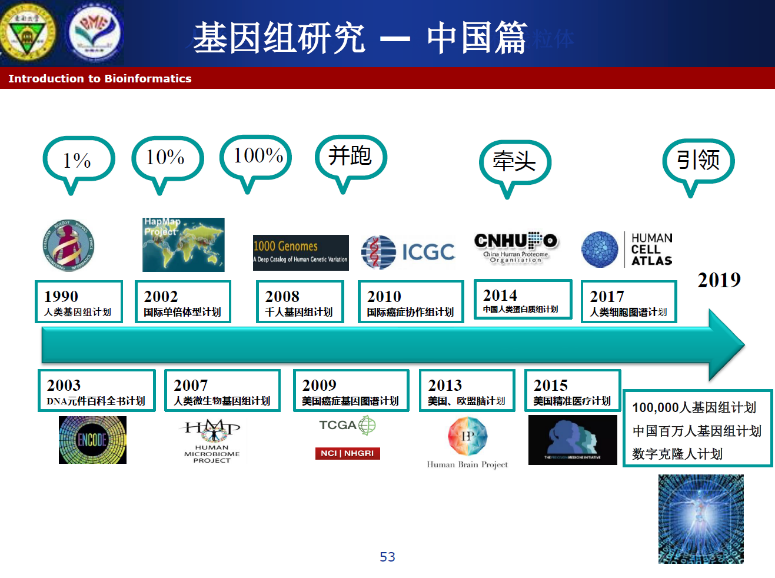 基因组研究 — 中国篇
Introduction to Bioinformatics
1%
10%
100%
并跑
牵头
引领
HapMap
Project
1000 Genomes
A Deep Catalog of Human Genetic Variation
ICGC
CNHUPO
China Human Proteome
Organization
HUMAN
CELL
ATLAS
1990
人类基因组计划
2002
国际单倍体型计划
2008
千人基因组计划
2010
国际癌症协作组计划
2014
中国人类蛋白质组计划
2017
人类细胞图谱计划
2019
2003
DNA元件百科全书计划
2007
人类微生物基因组计划
2009
美国癌症基因图谱计划
2013
美国、欧盟脑计划
2015
美国精准医疗计划
100,000人基因组计划
中国百万人基因组计划
数字克隆人计划
ENCODE
HMP
HUMAN
MICROBIOME
PROJECT
TCGA
NCI | NHGRI
HP
Human Brain Project
THE PRECISION MEDICINE INITIATIVE
53